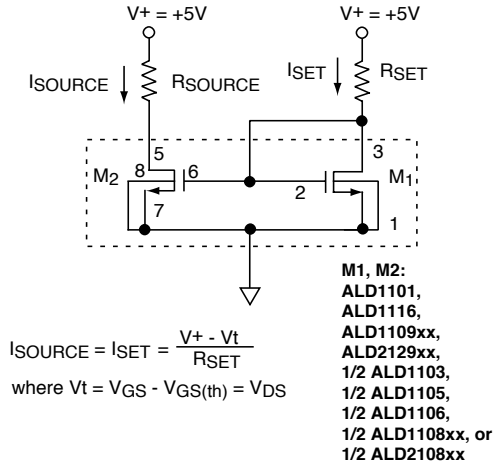 V+ = +5V
V+ = +5V
ISOURCE
RSOURCE
ISET
RSET
5
3
M2
8
6
2
M1
7
1
M1, M2:
ALD1101,
ALD1116,
ALD1109xx,
ALD2129xx,
1/2 ALD1103,
1/2 ALD1105,
1/2 ALD1106,
1/2 ALD1108xx, or
1/2 ALD2108xx
ISOURCE = ISET = V+ - Vt / RSET
where Vt = VGS - VGS(th) = VDS